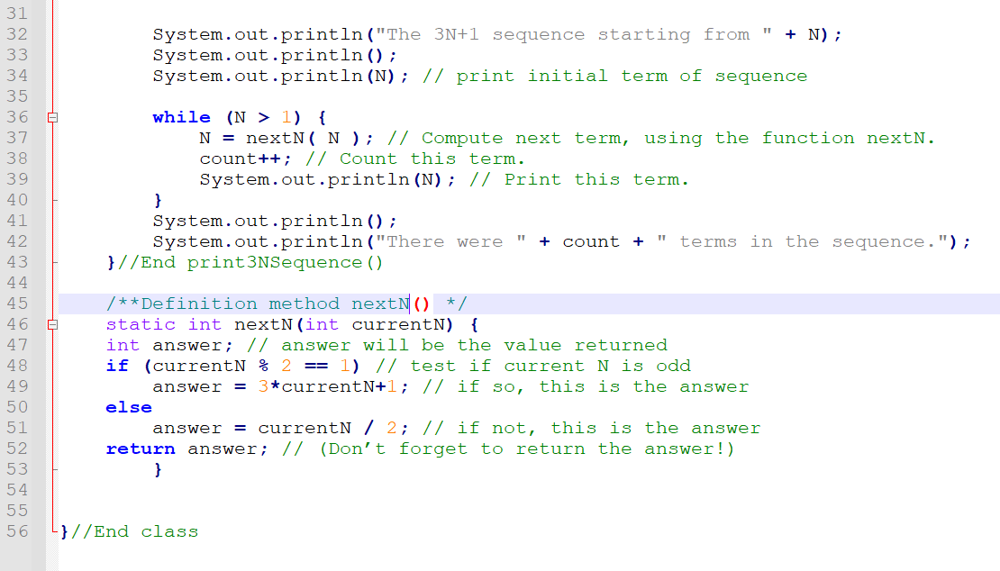 31
32 System.out.println("The 3N+1 sequence starting from " + N);
33 System.out.println();
34 System.out.println(N); // print initial term of sequence
35
36 while (N > 1) {
37 N = nextN( N ); // Compute next term, using the function nextN.
38 count++; // Count this term.
39 System.out.println(N); // Print this term.
40 }
41 System.out.println();
42 System.out.println("There were " + count + " terms in the sequence.");
43 }//End print3NSequence()
44
45 /**Definition method nextN() */
46 static int nextN(int currentN) {
47 int answer; // answer will be the value returned
48 if (currentN % 2 == 1) // test if current N is odd
49 answer = 3*currentN+1; // if so, this is the answer
50 else
51 answer = currentN / 2; // if not, this is the answer
52 return answer; // (Don’t forget to return the answer!)
53 }
54
55
56 }//End class